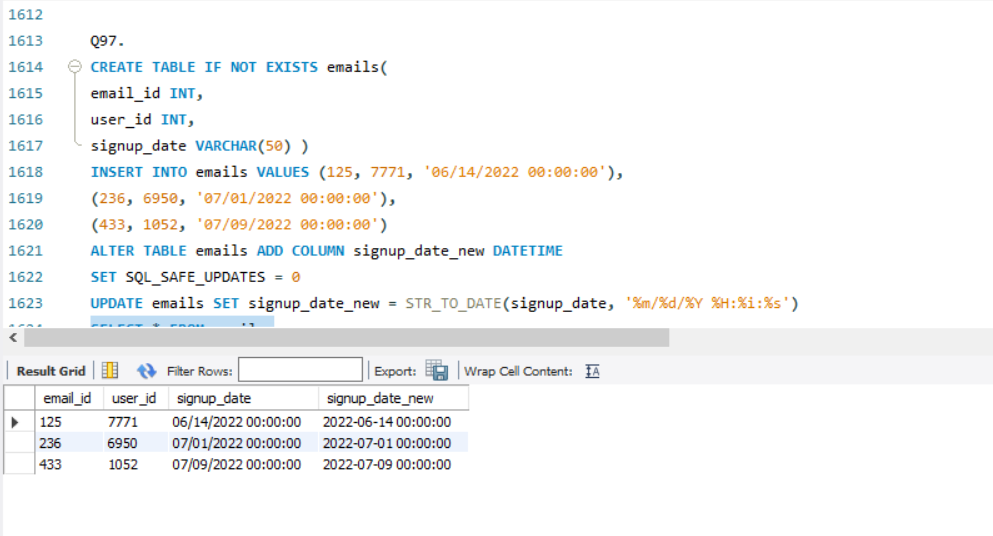 1612
1613 Q97.
1614 CREATE TABLE IF NOT EXISTS emails(
1615 email_id INT,
1616 user_id INT,
1617 signup_date VARCHAR(50) )
1618 INSERT INTO emails VALUES (125, 7771, '06/14/2022 00:00:00'),
1619 (236, 6950, '07/01/2022 00:00:00'),
1620 (433, 1052, '07/09/2022 00:00:00')
1621 ALTER TABLE emails ADD COLUMN signup_date_new DATETIME
1622 SET SQL_SAFE_UPDATES = 0
1623 UPDATE emails SET signup_date_new = STR_TO_DATE(signup_date, '%m/%d/%Y %H:%i:%s')
1624 SELECT * FROM
Result Grid Filter Rows: Export: Wrap Cell Content:
email_id user_id signup_date signup_date_new
125 7771 06/14/2022 00:00:00 2022-06-14 00:00:00
236 6950 07/01/2022 00:00:00 2022-07-01 00:00:00
433 1052 07/09/2022 00:00:00 2022-07-09 00:00:00